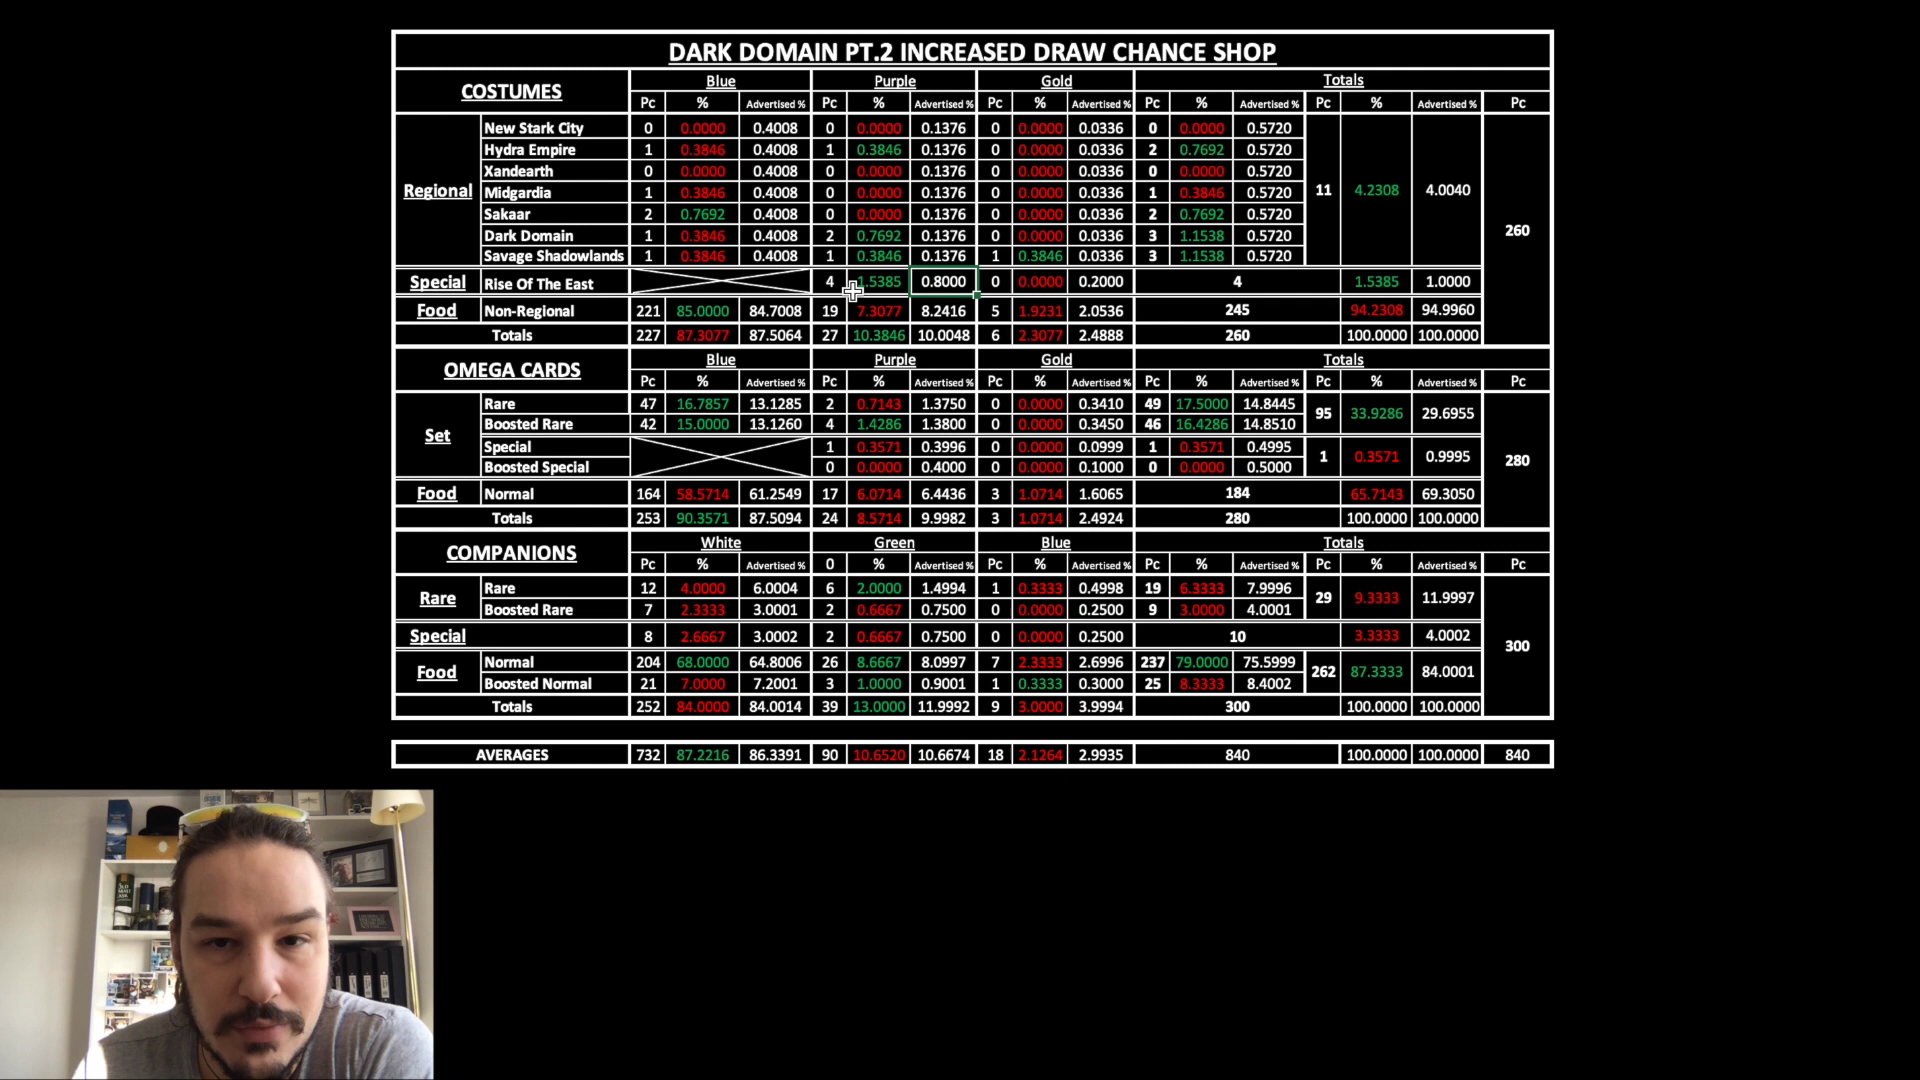 DARK DOMAIN PT.2 INCREASED DRAW CHANCE SHOP
COSTUMES Blue Purple Gold Totals
Pc % Advertised % Pc % Advertised % Pc % Advertised % Pc % Advertised % Pc % Advertised % Pc
Regional New Stark City 0 0.0000 0.4008 0 0.0000 0.1376 0 0.0000 0.0336 0 0.0000 0.5720 11 4.2308 4.0040 260
Hydra Empire 1 0.3846 0.4008 1 0.3846 0.1376 0 0.0000 0.0336 2 0.7692 0.5720
Xandearth 0 0.0000 0.4008 0 0.0000 0.1376 0 0.0000 0.0336 0 0.0000 0.5720
Midgardia 1 0.3846 0.4008 0 0.0000 0.1376 0 0.0000 0.0336 1 0.3846 0.5720
Sakaar 2 0.7692 0.4008 0 0.0000 0.1376 0 0.0000 0.0336 2 0.7692 0.5720
Dark Domain 1 0.3846 0.4008 2 0.7692 0.1376 0 0.0000 0.0336 3 1.1538 0.5720
Savage Shadowlands 1 0.3846 0.4008 1 0.3846 0.1376 1 0.3846 0.0336 3 1.1538 0.5720
Special Rise Of The East 4 1.5385 0.8000 0 0.0000 0.2000 4 1.5385 1.0000
Food Non-Regional 221 85.0000 84.7008 19 7.3077 8.2416 5 1.9231 2.0536 245 94.2308 94.9960
Totals 227 87.3077 87.5064 27 10.3846 10.0048 6 2.3077 2.4888 260 100.0000 100.0000
OMEGA CARDS Blue Purple Gold Totals
Pc % Advertised % Pc % Advertised % Pc % Advertised % Pc % Advertised % Pc % Advertised % Pc
Set Rare 47 16.7857 13.1285 2 0.7143 1.3750 0 0.0000 0.3410 49 17.5000 14.8445 95 33.9286 29.6955 280
Boosted Rare 42 15.0000 13.1260 4 1.4286 1.3800 0 0.0000 0.3450 46 16.4286 14.8510
Special 1 0.3571 0.3996 0 0.0000 0.0999 1 0.3571 0.4995 1 0.3571 0.9995
Boosted Special 0 0.0000 0.4000 0 0.0000 0.1000 0 0.0000 0.5000
Food Normal 164 58.5714 61.2549 17 6.0714 6.4436 3 1.0714 1.6065 184 65.7143 69.3050
Totals 253 90.3571 87.5094 24 8.5714 9.9982 3 1.0714 2.4924 280 100.0000 100.0000
COMPANIONS White Green Blue Totals
Pc % Advertised % 0 % Advertised % Pc % Advertised % Pc % Advertised % Pc % Advertised % Pc
Rare Rare 12 4.0000 6.0004 6 2.0000 1.4994 1 0.3333 0.4998 19 6.3333 7.9996 29 9.3333 11.9997 300
Boosted Rare 7 2.3333 3.0001 2 0.6667 0.7500 0 0.0000 0.2500 9 3.0000 4.0001
Special 8 2.6667 3.0002 2 0.6667 0.7500 0 0.0000 0.2500 10 3.3333 4.0002
Food Normal 204 68.0000 64.8006 26 8.6667 8.0997 7 2.3333 2.6996 237 79.0000 75.5999 262 87.3333 84.0001
Boosted Normal 21 7.0000 7.2001 3 1.0000 0.9001 1 0.3333 0.3000 25 8.3333 8.4002
Totals 252 84.0000 84.0014 39 13.0000 11.9992 9 3.0000 3.9994 300 100.0000 100.0000
AVERAGES 732 87.2216 86.3391 90 10.6520 10.6674 18 2.1264 2.9935 840 100.0000 100.0000 840